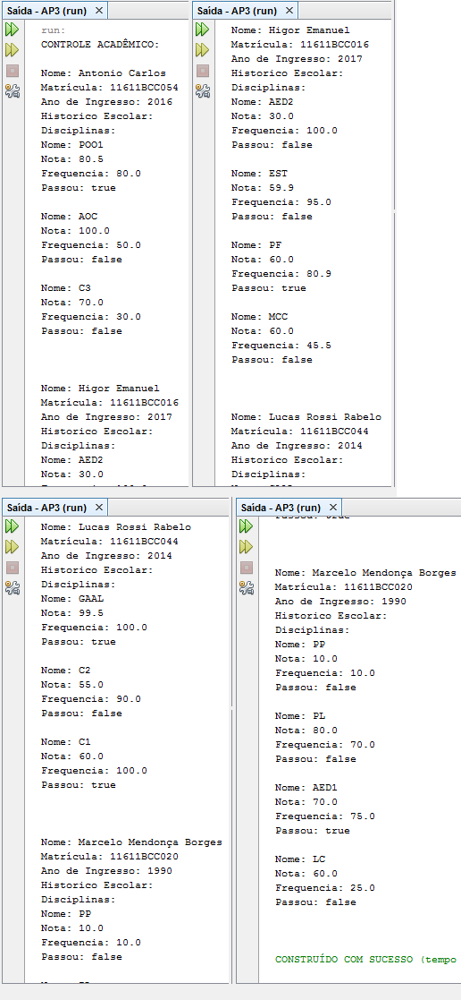 Saída - AP3 (run) ×
run:
CONTROLE ACADÊMICO:
Nome: Antonio Carlos
Matrícula: 11611BCC054
Ano de Ingresso: 2016
Historico Escolar:
Disciplinas:
Nome: POO1
Nota: 80.5
Frequencia: 80.0
Passou: true
Nome: AOC
Nota: 100.0
Frequencia: 50.0
Passou: false
Nome: C3
Nota: 70.0
Frequencia: 30.0
Passou: false
Nome: Higor Emanuel
Matrícula: 11611BCC016
Ano de Ingresso: 2017
Historico Escolar:
Disciplinas:
Nome: AED2
Nota: 30.0
Saída - AP3 (run) ×
Nome: Higor Emanuel
Matrícula: 11611BCC016
Ano de Ingresso: 2017
Historico Escolar:
Disciplinas:
Nome: AED2
Nota: 30.0
Frequencia: 100.0
Passou: false
Nome: EST
Nota: 59.9
Frequencia: 95.0
Passou: false
Nome: PF
Nota: 60.0
Frequencia: 80.9
Passou: true
Nome: MCC
Nota: 60.0
Frequencia: 45.5
Passou: false
Nome: Lucas Rossi Rabelo
Matrícula: 11611BCC044
Ano de Ingresso: 2014
Historico Escolar:
Disciplinas:
Saída - AP3 (run) ×
Nome: Lucas Rossi Rabelo
Matrícula: 11611BCC044
Ano de Ingresso: 2014
Historico Escolar:
Disciplinas:
Nome: GAAL
Nota: 99.5
Frequencia: 100.0
Passou: true
Nome: C2
Nota: 55.0
Frequencia: 90.0
Passou: false
Nome: C1
Nota: 60.0
Frequencia: 100.0
Passou: true
Nome: Marcelo Mendonça Borges
Matrícula: 11611BCC020
Ano de Ingresso: 1990
Historico Escolar:
Disciplinas:
Nome: PP
Nota: 10.0
Frequencia: 10.0
Passou: false
Saída - AP3 (run) ×
Nome: Marcelo Mendonça Borges
Matrícula: 11611BCC020
Ano de Ingresso: 1990
Historico Escolar:
Disciplinas:
Nome: PP
Nota: 10.0
Frequencia: 10.0
Passou: false
Nome: PL
Nota: 80.0
Frequencia: 70.0
Passou: false
Nome: AED1
Nota: 70.0
Frequencia: 75.0
Passou: true
Nome: LC
Nota: 60.0
Frequencia: 25.0
Passou: false
CONSTRUÍDO COM SUCESSO (tempo